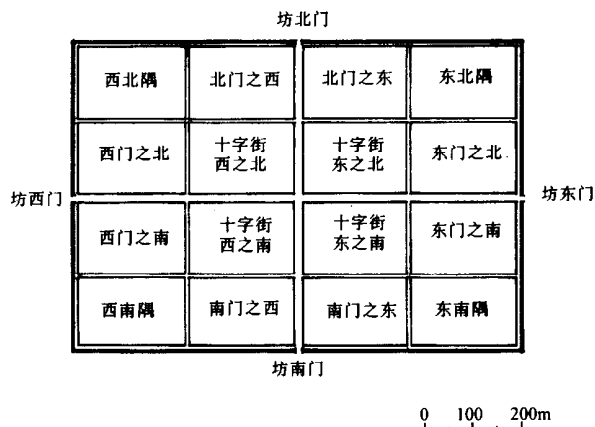 坊北门
西北隅 北门之西 北门之东 东北隅
西门之北 十字街 西之北 十字街 东之北 东门之北
坊西门 坊东门
西门之南 十字街 西之南 十字街 东之南 东门之南
西南隅 南门之西 南门之东 东南隅
坊南门
0 100 200m